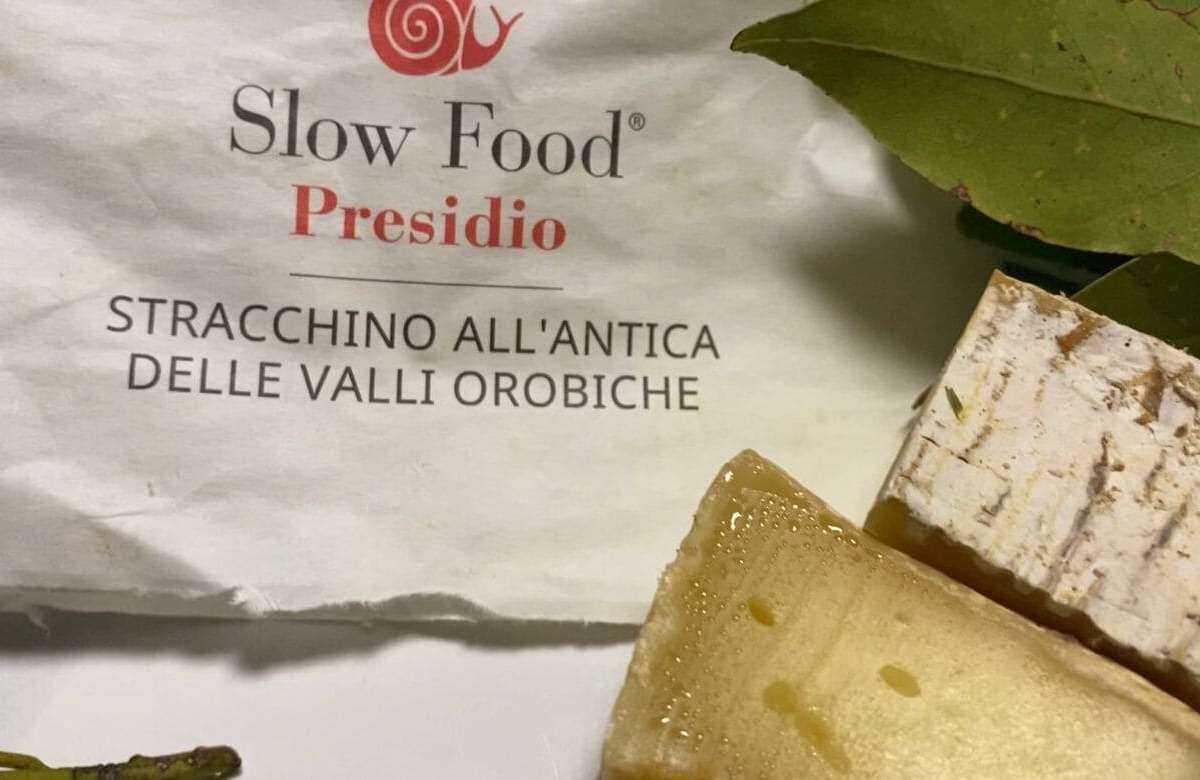 Slow Food®
Presidio
STRACCHINO ALL'ANTICA
DELLE VALLI OROBICHE